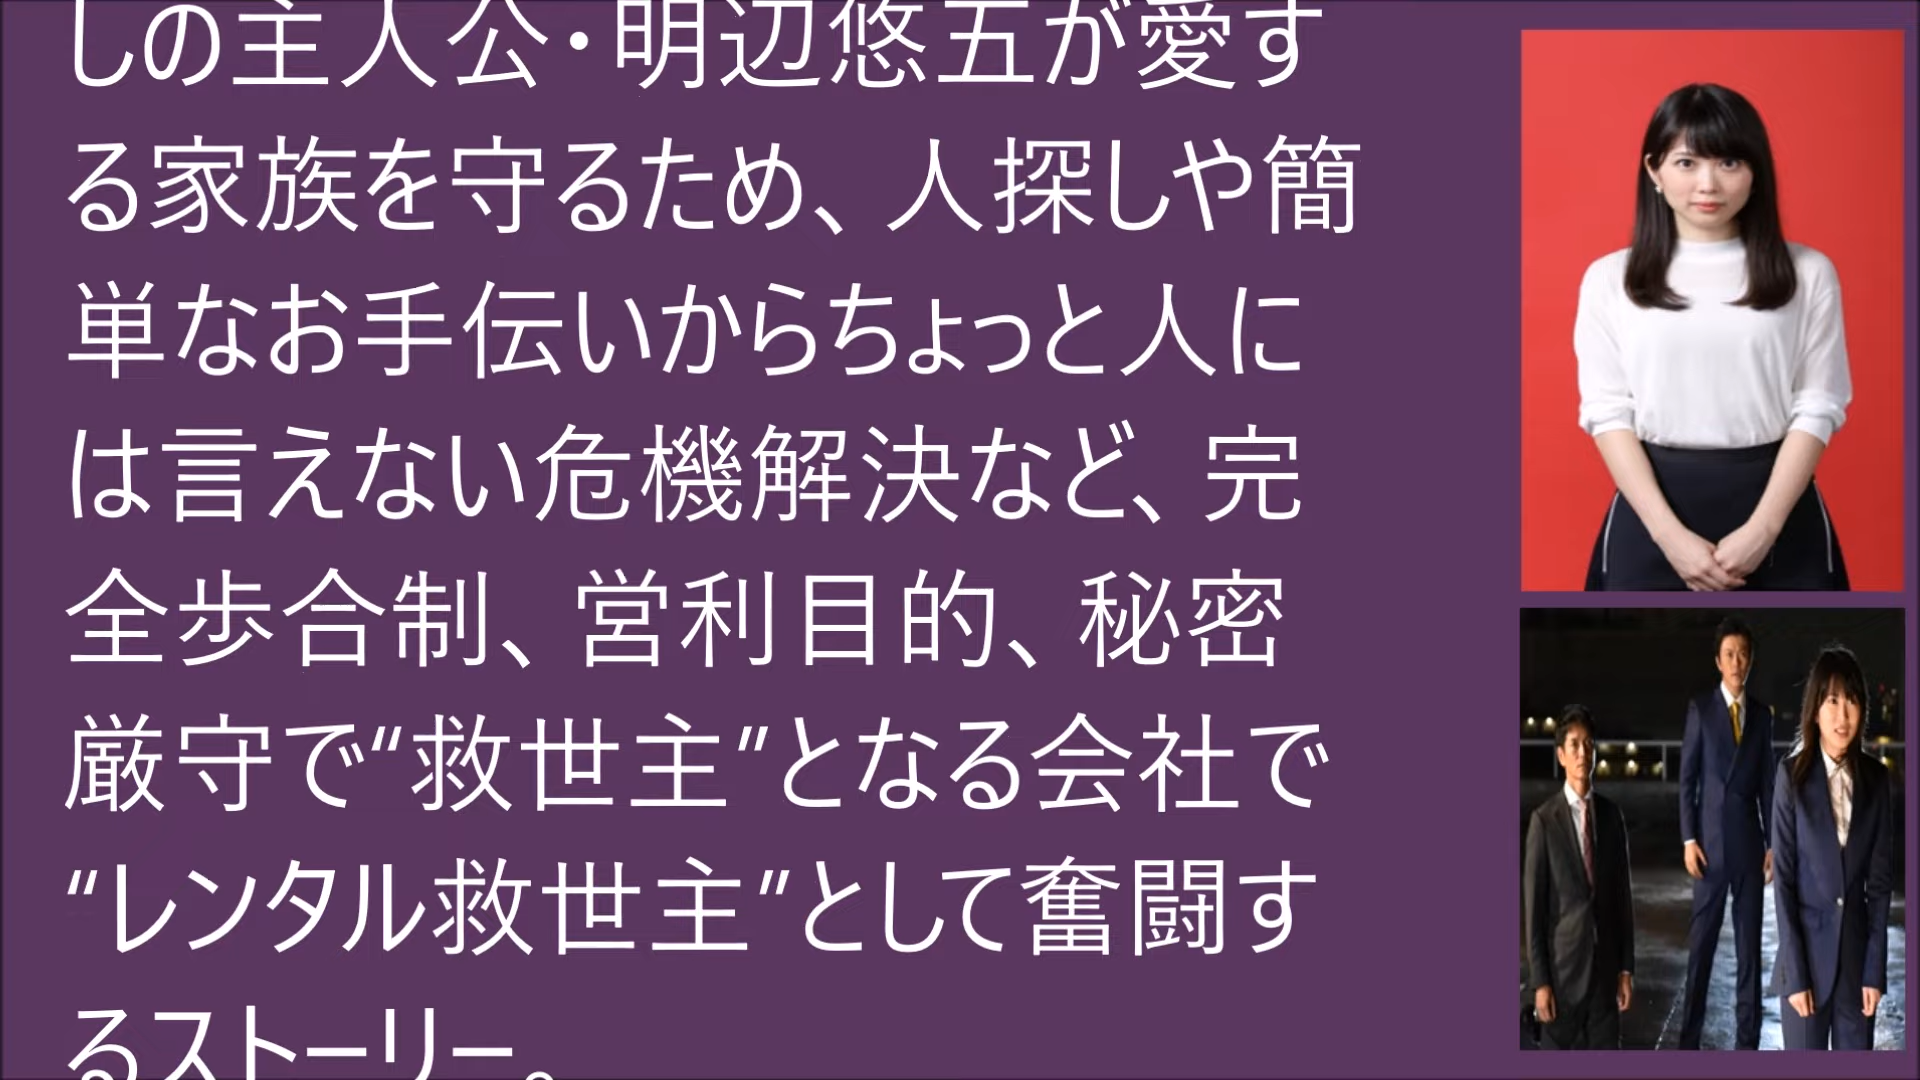 しの主人公・明辺悠五が愛す
る家族を守るため、人探しや簡
単なお手伝いからちょっと人に
は言えない危機解決など、完
全歩合制、営利目的、秘密
厳守で“救世主”となる会社で
“レンタル救世主”として奮闘す
るストーリー。